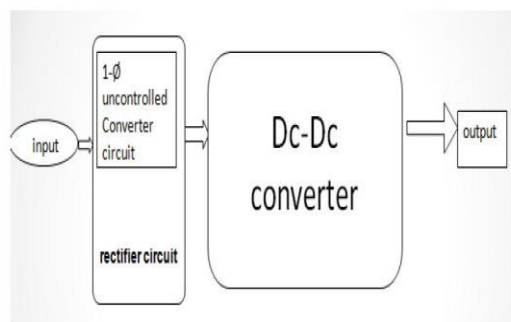 input
1-Ø
uncontrolled
Converter
circuit
rectifier circuit
Dc-Dc
converter
output